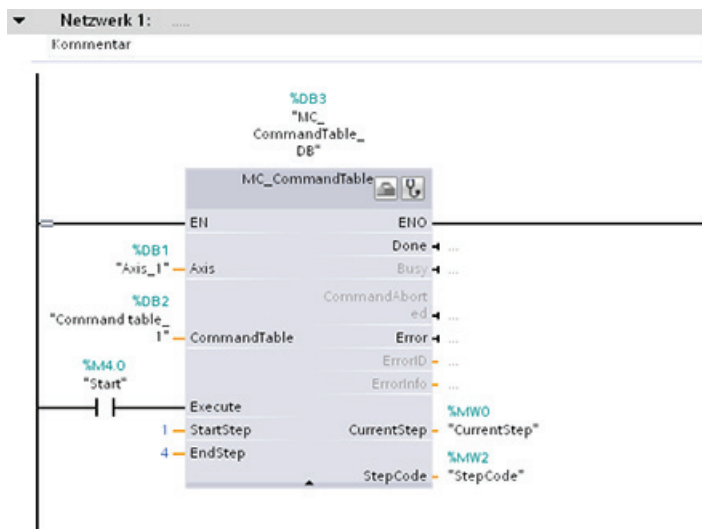 Netzwerk 1: .....
Kommentar
%DB3
"MC_
CommandTable_
DB"
MC_CommandTable
EN
ENO
%DB1
"Axis_1"
Axis
Done
...
Busy
...
%DB2
"Command table_
1"
CommandTable
CommandAbort
ed
...
Error
...
ErrorID
...
ErrorInfo
...
%M4.0
"Start"
Execute
1
StartStep
CurrentStep
%MW0
"CurrentStep"
4
EndStep
StepCode
%MW2
"StepCode"